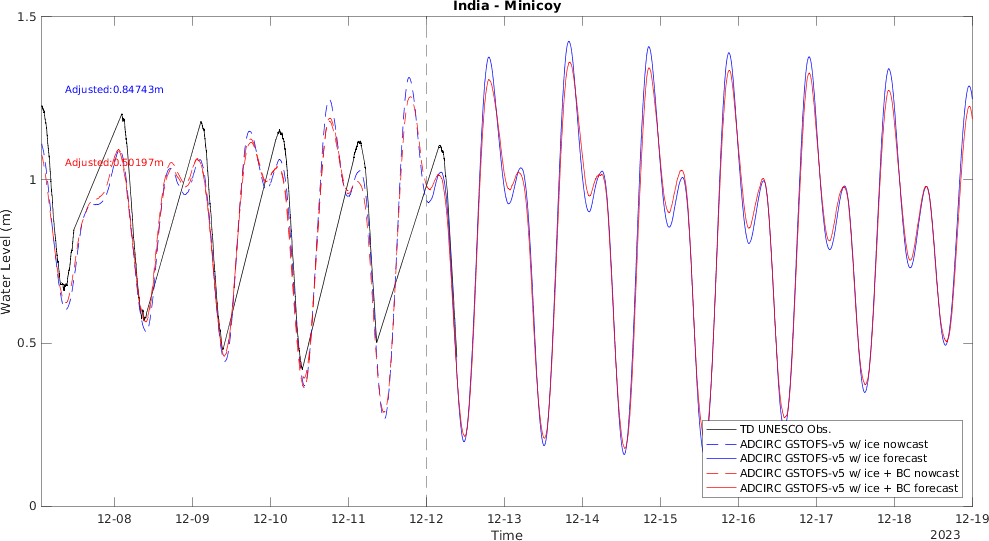 India - Minicoy
1.5
1
0.5
0
Water Level (m)
Adjusted:0.84743m
Adjusted:0.50197m
TD UNESCO Obs.
ADCIRC GSTOFS-v5 w/ ice nowcast
ADCIRC GSTOFS-v5 w/ ice forecast
ADCIRC GSTOFS-v5 w/ ice + BC nowcast
ADCIRC GSTOFS-v5 w/ ice + BC forecast
12-08 12-09 12-10 12-11 12-12 12-13 12-14 12-15 12-16 12-17 12-18 12-19
Time
2023